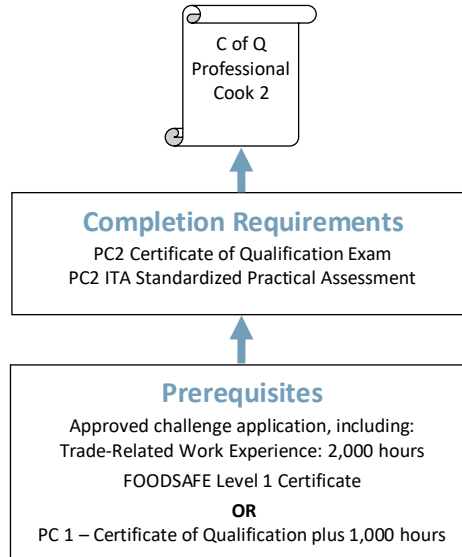 C of Q
Professional
Cook 2
Completion Requirements
PC2 Certificate of Qualification Exam
PC2 ITA Standardized Practical Assessment
Prerequisites
Approved challenge application, including:
Trade-Related Work Experience: 2,000 hours
FOODSAFE Level 1 Certificate
OR
PC 1 – Certificate of Qualification plus 1,000 hours